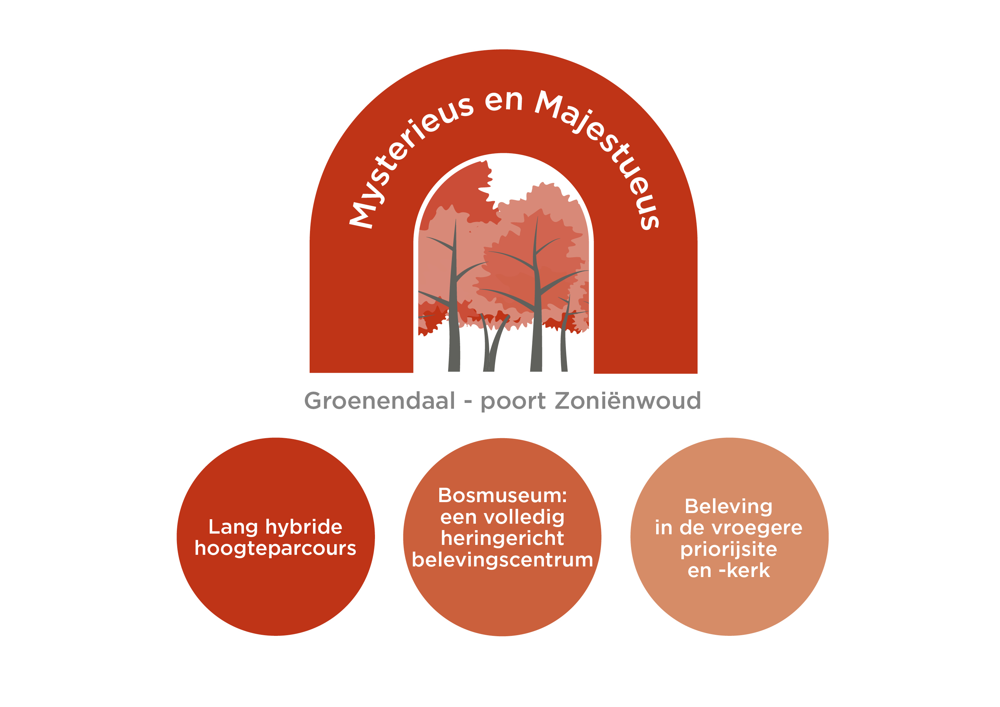 Mysterieus en Majestueus
Groenendaal - poort Zoniënwoud
Lang hybride
hoogteparcours
Bosmuseum:
een volledig
heringericht
belevingscentrum
Beleving
in de vroegere
priorijsite
en -kerk